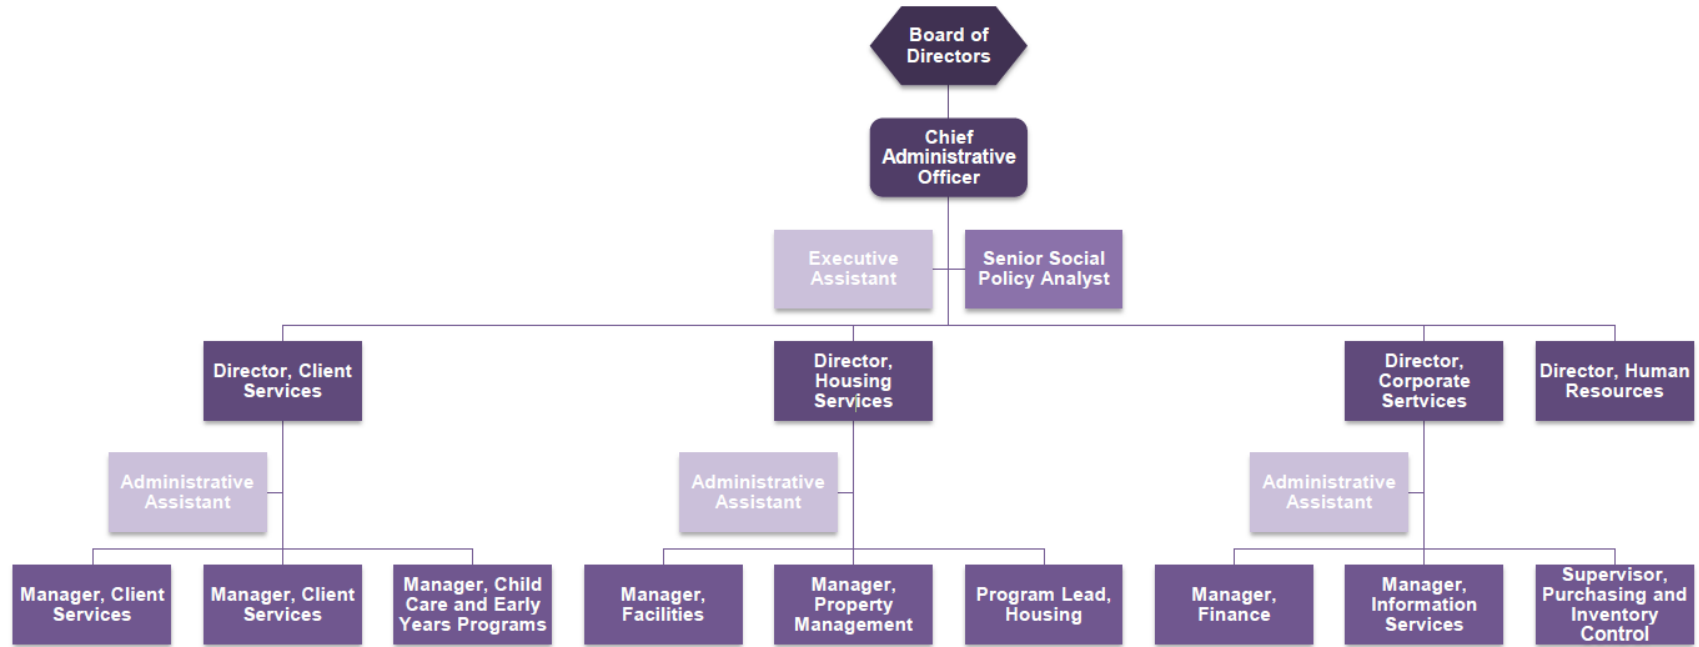 Board of
Directors
Chief
Administrative
Officer
Executive
Assistant
Senior Social
Policy Analyst
Director, Client
Services
Director,
Housing
Services
Director,
Corporate
Sertvices
Director, Human
Resources
Administrative
Assistant
Administrative
Assistant
Administrative
Assistant
Manager, Client
Services
Manager, Client
Services
Manager, Child
Care and Early
Years Programs
Manager,
Facilities
Manager,
Property
Management
Program Lead,
Housing
Manager,
Finance
Manager,
Information
Services
Supervisor,
Purchasing and
Inventory
Control